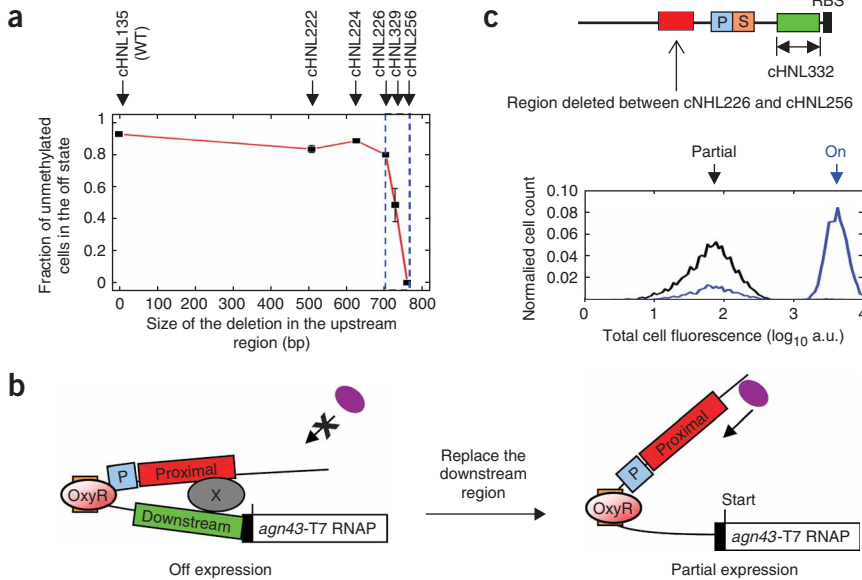 a
cHNL135
(WT)
cHNL222
cHNL224
cHNL226
cHNL329
cHNL256
Fraction of unmethylated
cells in the off state
1
0.8
0.6
0.4
0.2
0
0 100 200 300 400 500 600 700 800
Size of the deletion in the upstream
region (bp)
c
RBS
P S
cHNL332
Region deleted between cNHL226 and cHNL256
Partial
On
Normalied cell count
0.10
0.08
0.06
0.04
0.02
0 1 2 3 4
Total cell fluorescence (log10 a.u.)
b
P
Proximal
OxyR
X
Downstream
agn43-T7 RNAP
Off expression
Replace the
downstream
region
Proximal
P
OxyR
Start
agn43-T7 RNAP
Partial expression